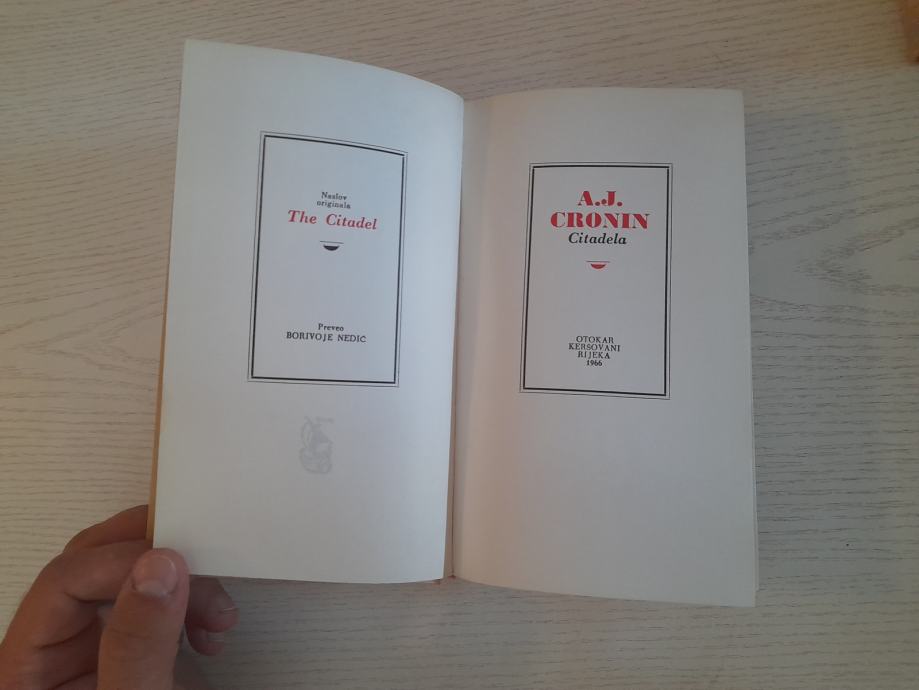 Naslov
originala
The Citadel
Preveo
BORIVOJE NEDIĆ
A.J.
CRONIN
Citadela
OTOKAR
KERSOVANI
RIJEKA
1966